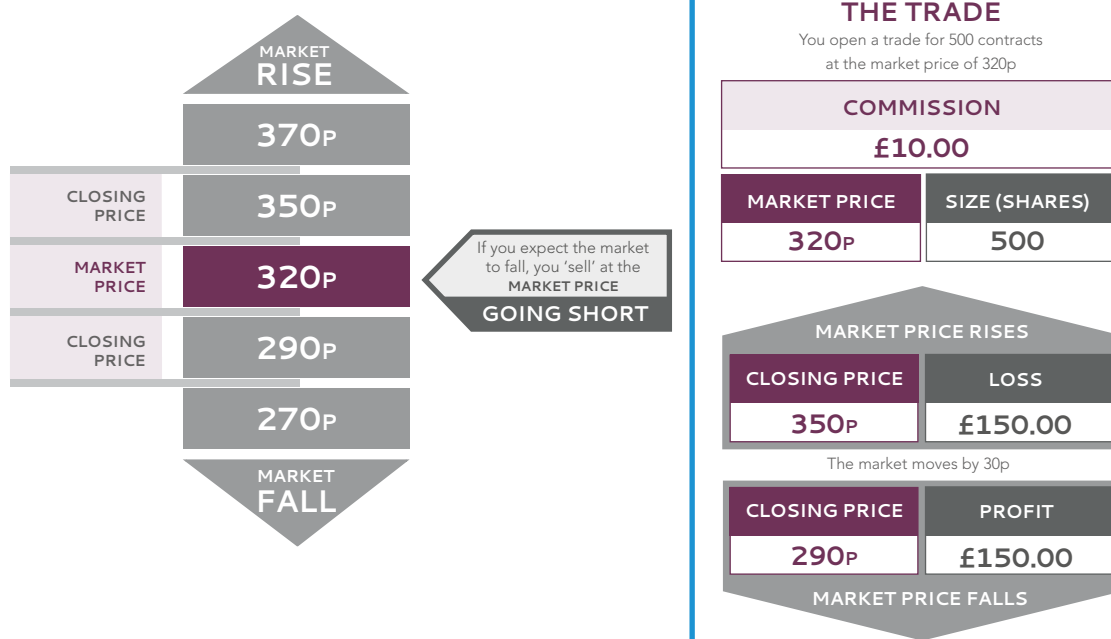 MARKET
RISE
370P
CLOSING
PRICE
350P
MARKET
PRICE
320P
CLOSING
PRICE
290P
270P
MARKET
FALL
If you expect the market
to fall, you ‘sell’ at the
MARKET PRICE
GOING SHORT
THE TRADE
You open a trade for 500 contracts
at the market price of 320p
COMMISSION
£10.00
MARKET PRICE
SIZE (SHARES)
320P
500
MARKET PRICE RISES
CLOSING PRICE
LOSS
350P
£150.00
The market moves by 30p
CLOSING PRICE
PROFIT
290P
£150.00
MARKET PRICE FALLS